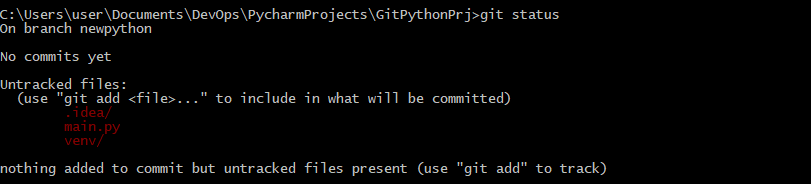 C:\Users\user\Documents\DevOps\PycharmProjects\GitPythonPrj>git status
On branch newpython
No commits yet
Untracked files:
(use "git add <file>..." to include in what will be committed)
.idea/
main.py
venv/
nothing added to commit but untracked files present (use "git add" to track)